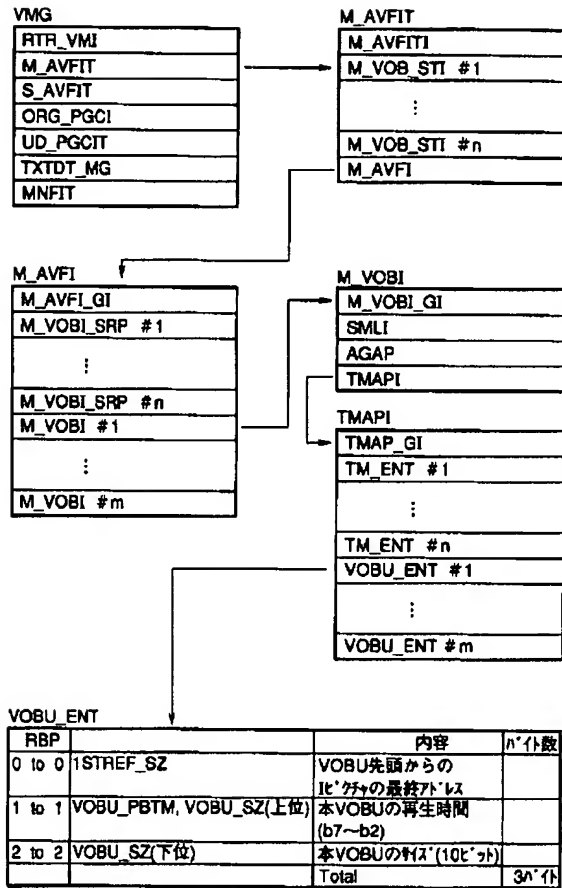 VMG
RTR_VMI
M_AVFIT
S_AVFIT
ORG_PGCI
UD_PGCIT
TXTDT_MG
MNFIT
M_AVFIT
M_AVFITI
M_VOB_STI #1
⋮
M_VOB_STI #n
M_AVFI
M_AVFI
M_AVFI_GI
M_VOBI_SRP #1
⋮
M_VOBI_SRP #n
M_VOBI #1
⋮
M_VOBI #m
M_VOBI
M_VOBI_GI
SMLI
AGAP
TMAPI
TMAPI
TMAP_GI
TM_ENT #1
⋮
TM_ENT #n
VOBU_ENT #1
⋮
VOBU_ENT #m
VOBU_ENT
RBP 内容 バイト数
0 to 0 1STREF_SZ VOBU先頭からの
Iピクチャの最終アドレス
1 to 1 VOBU_PBTM, VOBU_SZ(上位) 本VOBUの再生時間
(b7～b2)
2 to 2 VOBU_SZ(下位) 本VOBUのサイズ(10ビット)
Total 3バイト